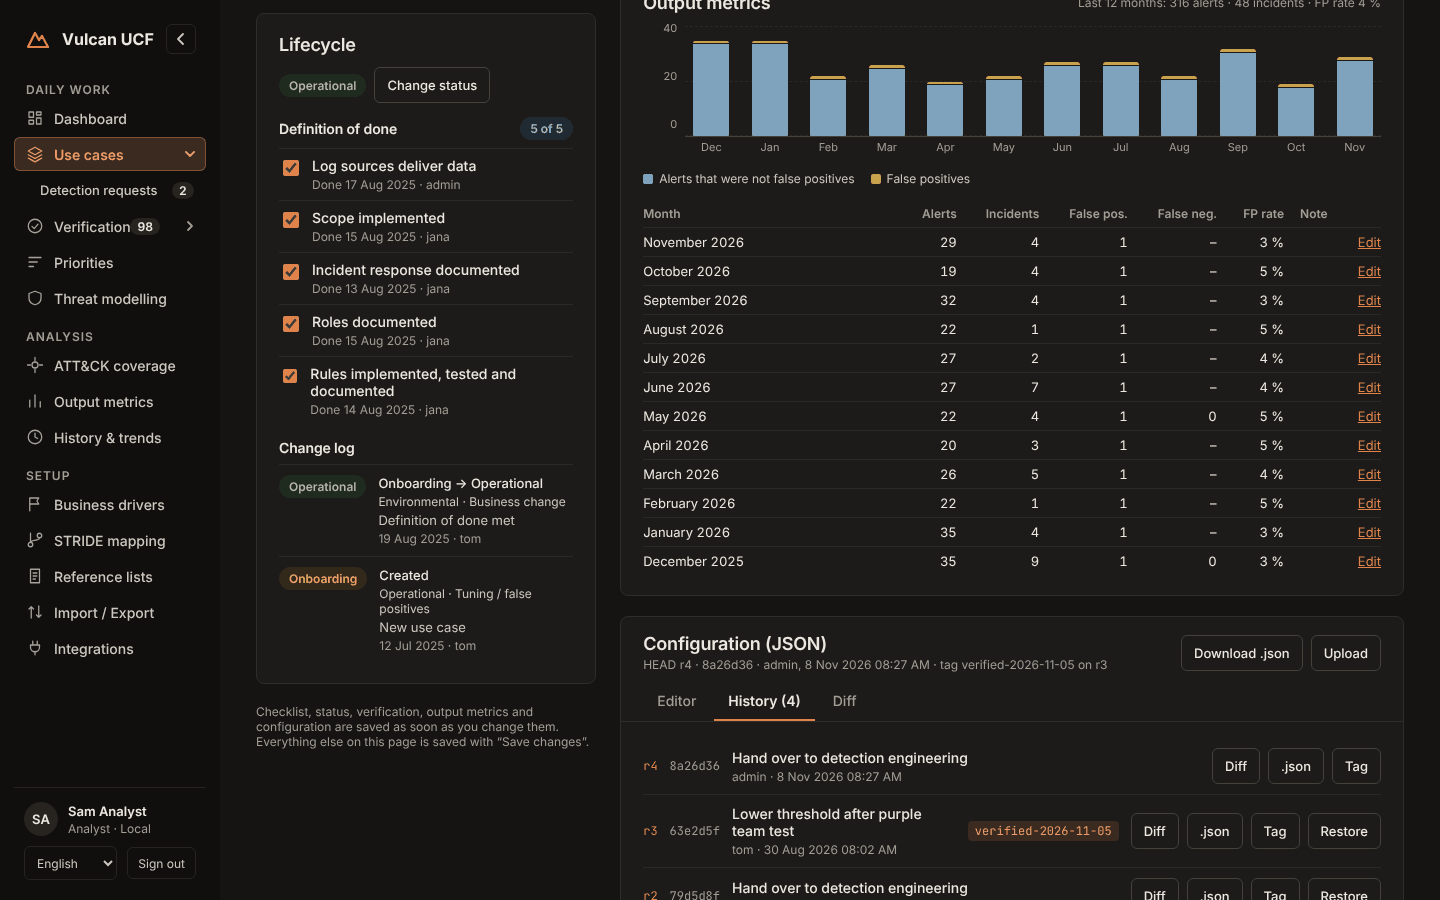 Vulcan UCF
DAILY WORK
Dashboard
Use cases
Detection requests 2
Verification 98
Priorities
Threat modelling
ANALYSIS
ATT&CK coverage
Output metrics
History & trends
SETUP
Business drivers
STRIDE mapping
Reference lists
Import / Export
Integrations
SA
Sam Analyst
Analyst · Local
English
Sign out
Lifecycle
Operational
Change status
Definition of done
5 of 5
Log sources deliver data
Done 17 Aug 2025 · admin
Scope implemented
Done 15 Aug 2025 · jana
Incident response documented
Done 13 Aug 2025 · jana
Roles documented
Done 15 Aug 2025 · jana
Rules implemented, tested and
documented
Done 14 Aug 2025 · jana
Change log
Operational
Onboarding → Operational
Environmental · Business change
Definition of done met
19 Aug 2025 · tom
Onboarding
Created
Operational · Tuning / false
positives
New use case
12 Jul 2025 · tom
Checklist, status, verification, output metrics and
configuration are saved as soon as you change them.
Everything else on this page is saved with “Save changes”.
Output metrics
Last 12 months: 316 alerts · 48 incidents · FP rate 4 %
40
20
0
Dec Jan Feb Mar Apr May Jun Jul Aug Sep Oct Nov
Alerts that were not false positives
False positives
Month Alerts Incidents False pos. False neg. FP rate Note
November 2026 29 4 1 – 3 % Edit
October 2026 19 4 1 – 5 % Edit
September 2026 32 4 1 – 3 % Edit
August 2026 22 1 1 – 5 % Edit
July 2026 27 2 1 – 4 % Edit
June 2026 27 7 1 – 4 % Edit
May 2026 22 4 1 0 5 % Edit
April 2026 20 3 1 – 5 % Edit
March 2026 26 5 1 – 4 % Edit
February 2026 22 1 1 – 5 % Edit
January 2026 35 4 1 – 3 % Edit
December 2025 35 9 1 0 3 % Edit
Configuration (JSON)
HEAD r4 · 8a26d36 · admin, 8 Nov 2026 08:27 AM · tag verified-2026-11-05 on r3
Download .json
Upload
Editor
History (4)
Diff
r4 8a26d36
Hand over to detection engineering
admin · 8 Nov 2026 08:27 AM
Diff .json Tag
r3 63e2d5f
Lower threshold after purple
team test
tom · 30 Aug 2026 08:02 AM
verified-2026-11-05
Diff .json Tag Restore
r2 79d5d8f
Hand over to detection engineering
Diff .json Tag Restore